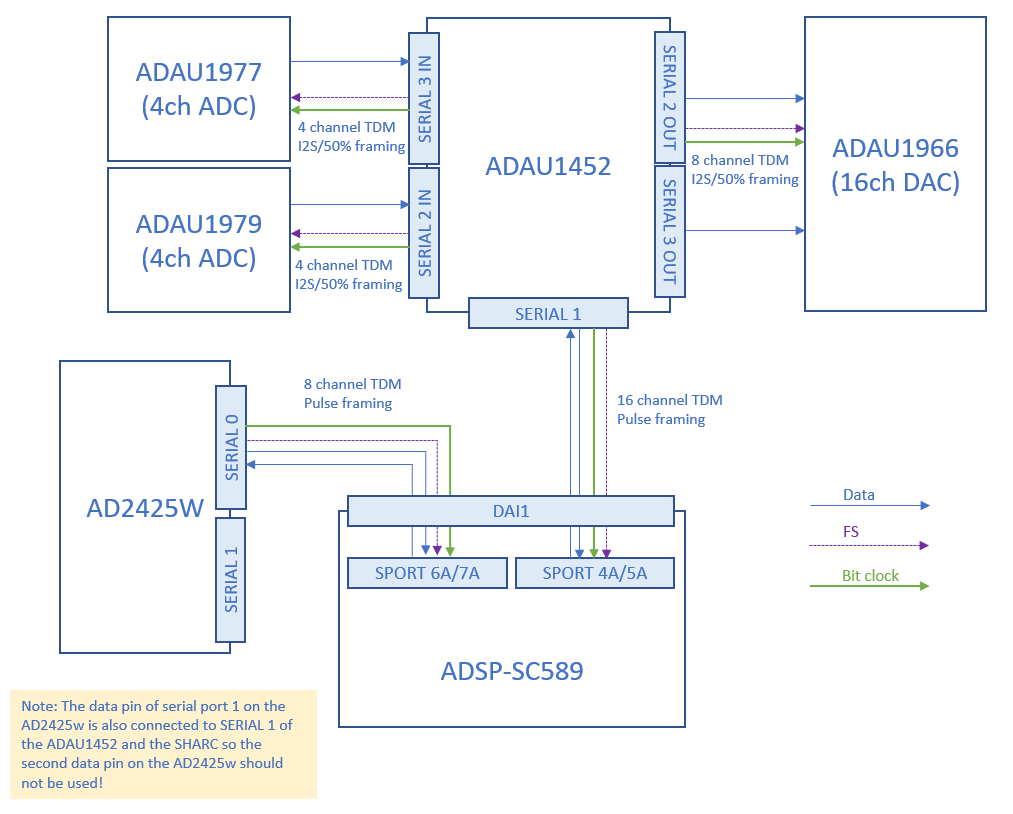 ADAU1977
(4ch ADC)
SERIAL 3 IN
4 channel TDM
I2S/50% framing
ADAU1979
(4ch ADC)
SERIAL 2 IN
4 channel TDM
I2S/50% framing
ADAU1452
SERIAL 2 OUT
SERIAL 3 OUT
8 channel TDM
I2S/50% framing
ADAU1966
(16ch DAC)
SERIAL 1
8 channel TDM
Pulse framing
16 channel TDM
Pulse framing
AD2425W
SERIAL 0
SERIAL 1
DAI1
SPORT 6A/7A
SPORT 4A/5A
ADSP-SC589
Data
FS
Bit clock
Note: The data pin of serial port 1 on the
AD2425w is also connected to SERIAL 1 of
the ADAU1452 and the SHARC so the
second data pin on the AD2425w should
not be used!